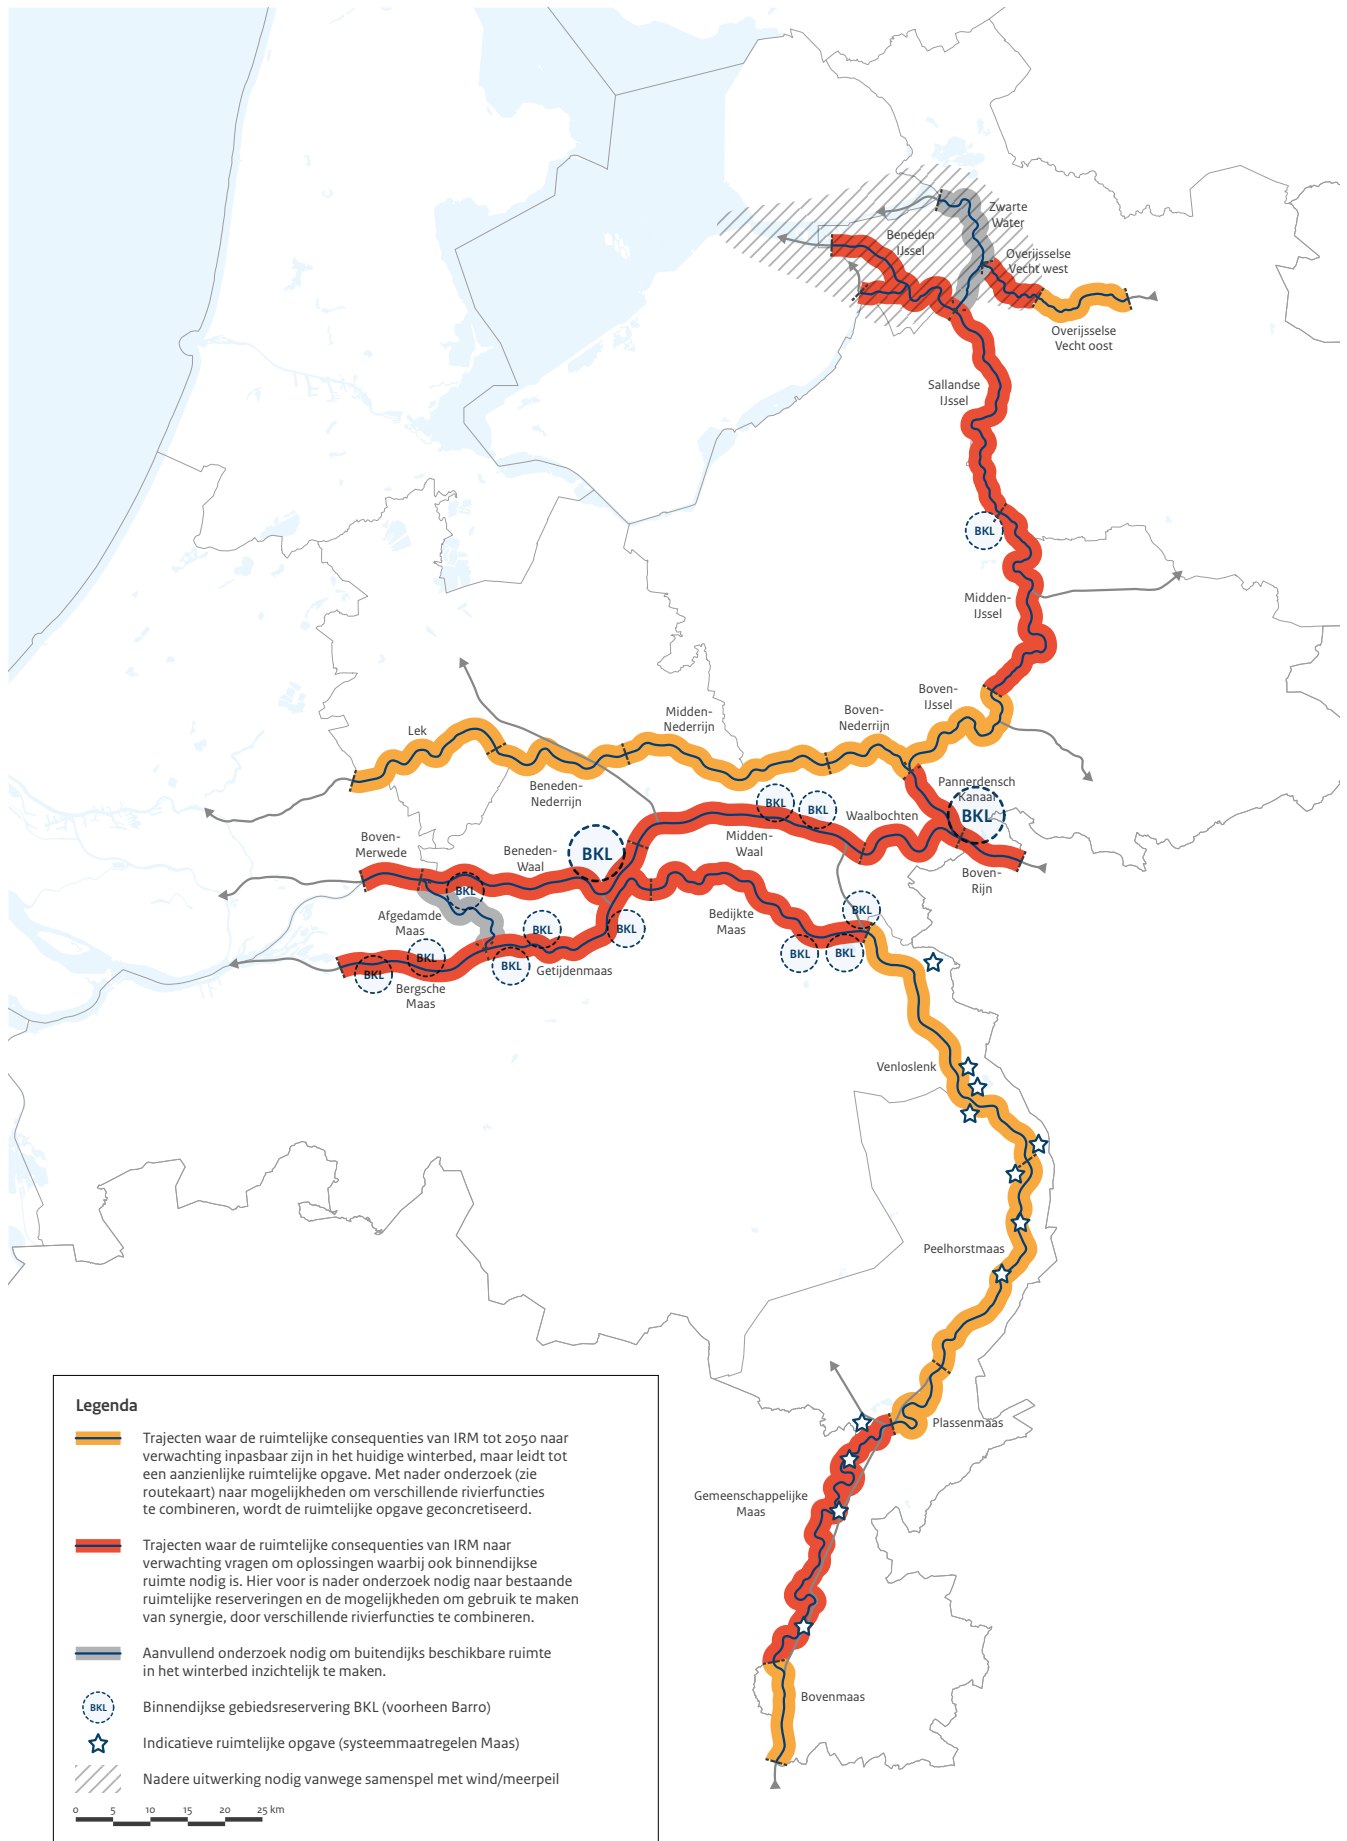 Zwarte
Water
Beneden
IJssel
Overijsselse
Vecht west
Overijsselse
Vecht oost
Sallandse
IJssel
BKL
Midden-
IJssel
Boven-
IJssel
Midden-
Nederrijn
Boven-
Nederrijn
Lek
Beneden-
Nederrijn
Pannerdensch
Kanaal
BKL
BKL
BKL
Waalbochten
Midden-
Waal
Boven-
Merwede
Beneden-
Waal
BKL
Boven-
Rijn
BKL
Afgedamde
Maas
BKL
BKL
BKL
Bedijkte
Maas
BKL
BKL
BKL
BKL
BKL
Getijdenmaas
BKL
Bergsche
Maas
Venloslenk
Peelhorstmaas
Plassenmaas
Gemeenschappelijke
Maas
Bovenmaas
Legenda
Trajecten waar de ruimtelijke consequenties van IRM tot 2050 naar
verwachting inpasbaar zijn in het huidige winterbed, maar leidt tot
een aanzienlijke ruimtelijke opgave. Met nader onderzoek (zie
routekaart) naar mogelijkheden om verschillende rivierfuncties
te combineren, wordt de ruimtelijke opgave geconcretiseerd.
Trajecten waar de ruimtelijke consequenties van IRM naar
verwachting vragen om oplossingen waarbij ook binnendijkse
ruimte nodig is. Hier voor is nader onderzoek nodig naar bestaande
ruimtelijke reserveringen en de mogelijkheden om gebruik te maken
van synergie, door verschillende rivierfuncties te combineren.
Aanvullend onderzoek nodig om buitendijks beschikbare ruimte
in het winterbed inzichtelijk te maken.
BKL Binnendijkse gebiedsreservering BKL (voorheen Barro)
Indicatieve ruimtelijke opgave (systeemmaatregelen Maas)
Nadere uitwerking nodig vanwege samenspel met wind/meerpeil
0 5 10 15 20 25 km